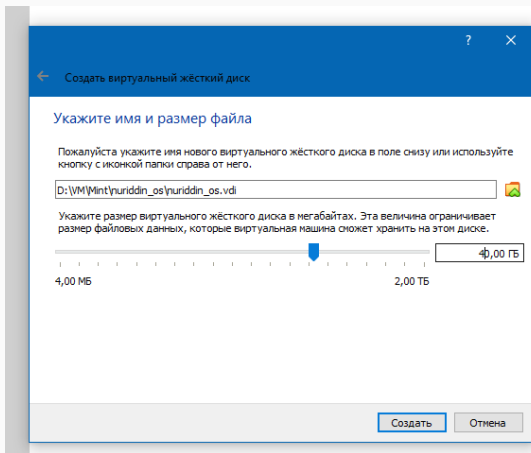 ?
Создать виртуальный жёсткий диск
Укажите имя и размер файла
Пожалуйста укажите имя нового виртуального жёсткого диска в поле снизу или используйте
кнопку с иконкой папки справа от него.
D:\VM\Mint\nuriddin_os\nuriddin_os.vdi
Укажите размер виртуального жёсткого диска в мегабайтах. Эта величина ограничивает
размер файловых данных, которые виртуальная машина сможет хранить на этом диске.
40,00 ГБ
4,00 МБ 2,00 ТБ
Создать Отмена